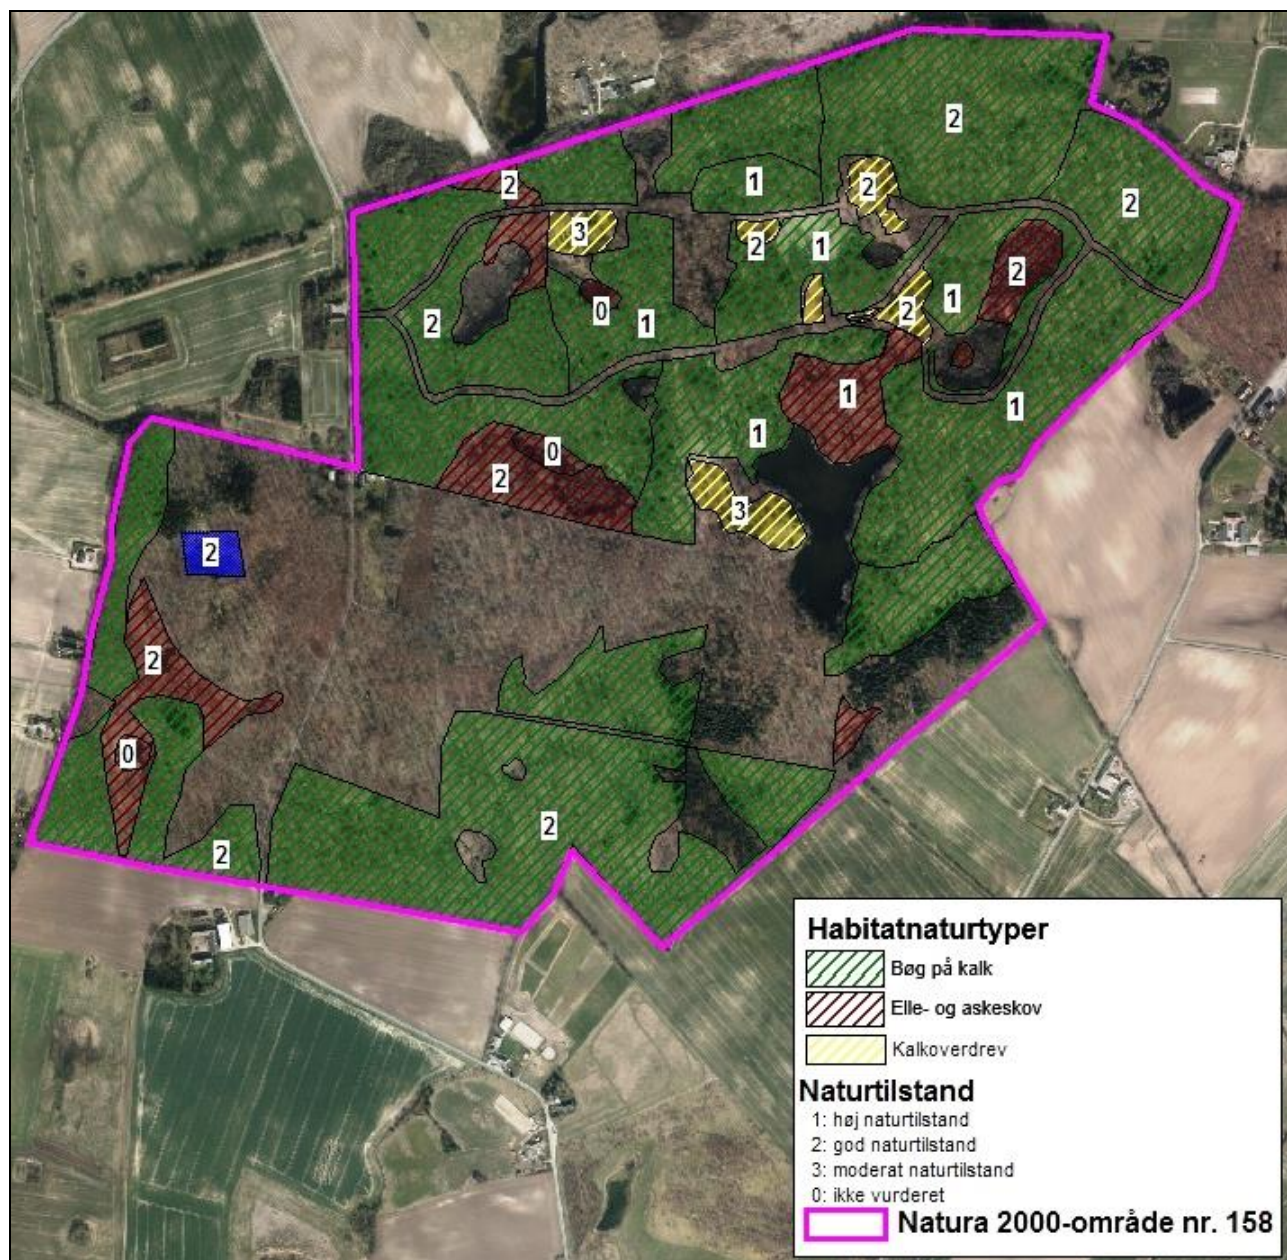 2
2
1
2
2
3
2
1
2
2
0
1
1
2
2
1
1
1
0
2
3
2
2
0
2
2
Habitatnaturtyper
Bøg på kalk
Elle- og askeskov
Kalkoverdrev
Naturtilstand
1: høj naturtilstand
2: god naturtilstand
3: moderat naturtilstand
0: ikke vurderet
Natura 2000-område nr. 158